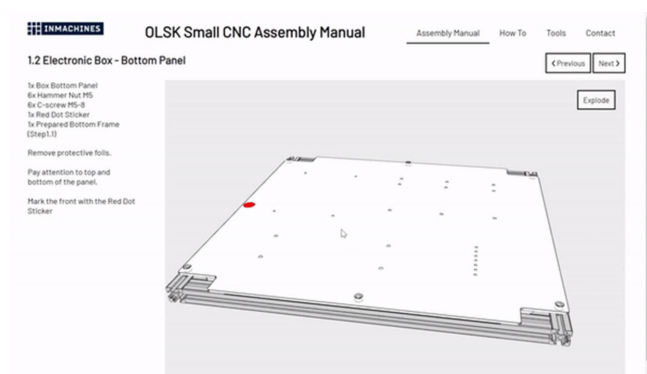 INMACHINES
OLSK Small CNC Assembly Manual
Assembly Manual
How To
Tools
Contact
1.2 Electronic Box - Bottom Panel
Previous
Next
1x Box Bottom Panel
6x Hammer Nut M5
6x C-screw M5-8
1x Red Dot Sticker
1x Prepared Bottom Frame
(Step1.1)
Remove protective foils.
Pay attention to top and
bottom of the panel.
Mark the front with the Red Dot
Sticker
Explode